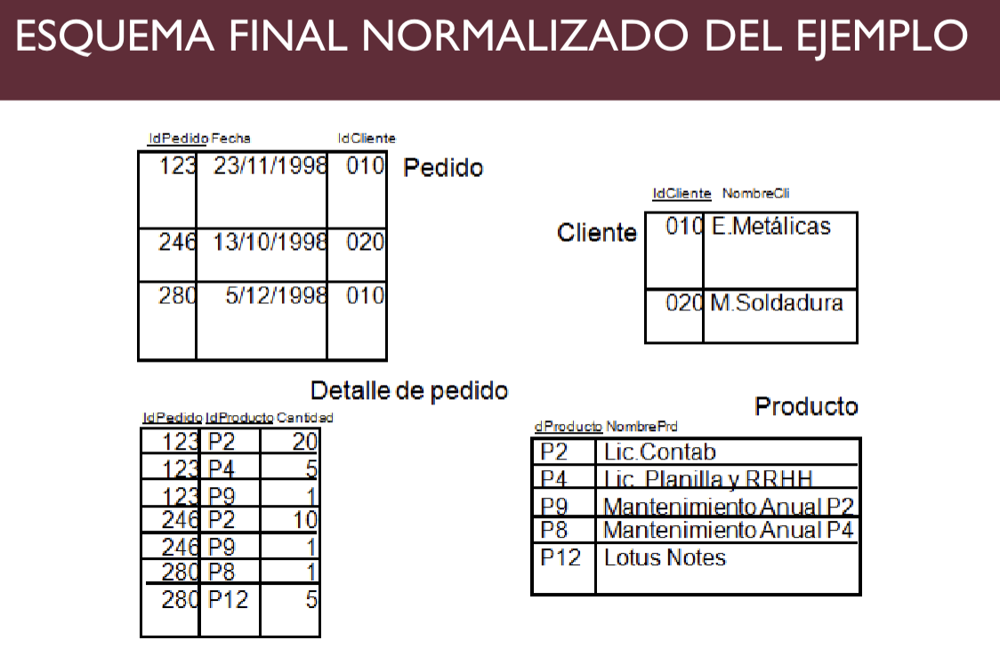 ESQUEMA FINAL NORMALIZADO DEL EJEMPLO
IdPedido Fecha IdCliente
123 23/11/1998 010
Pedido
246 13/10/1998 020
280 5/12/1998 010
IdCliente NombreCli
Cliente
010 E.Metálicas
020 M.Soldadura
Detalle de pedido
IdPedido IdProducto Cantidad
123 P2 20
123 P4 5
123 P9 1
246 P2 10
246 P9 1
280 P8 1
280 P12 5
Producto
dProducto NombrePrd
P2 Lic.Contab
P4 Lic. Planilla y RRHH
P9 Mantenimiento Anual P2
P8 Mantenimiento Anual P4
P12 Lotus Notes